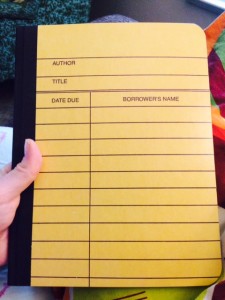 AUTHOR
TITLE
DATE DUE BORROWER'S NAME